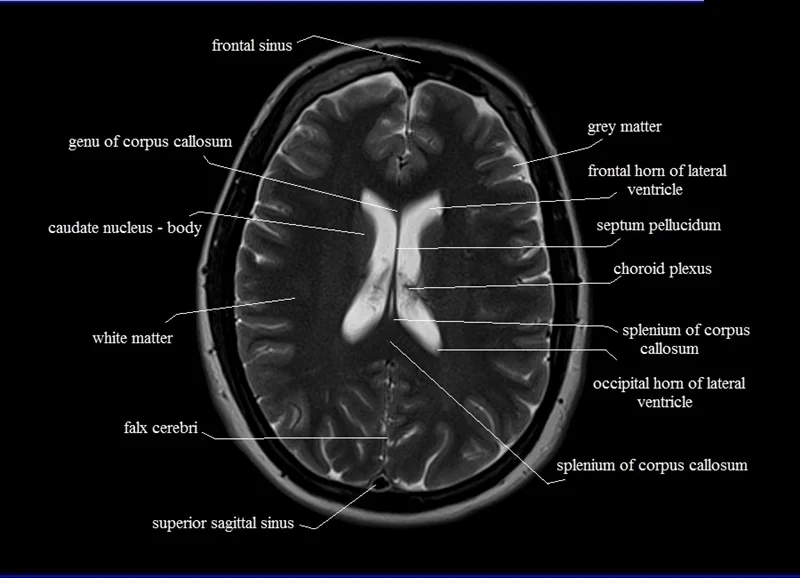 frontal sinus
genu of corpus callosum
grey matter
frontal horn of lateral
ventricle
caudate nucleus - body
septum pellucidum
choroid plexus
white matter
splenium of corpus
callosum
occipital horn of lateral
ventricle
falx cerebri
splenium of corpus callosum
superior sagittal sinus